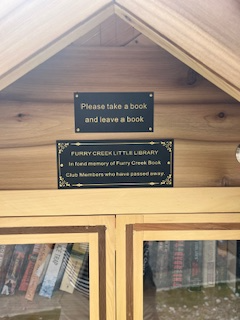 Please take a book
and leave a book
FURRY CREEK LITTLE LIBRARY
In fond memory of Furry Creek Book
Club Members who have passed away.